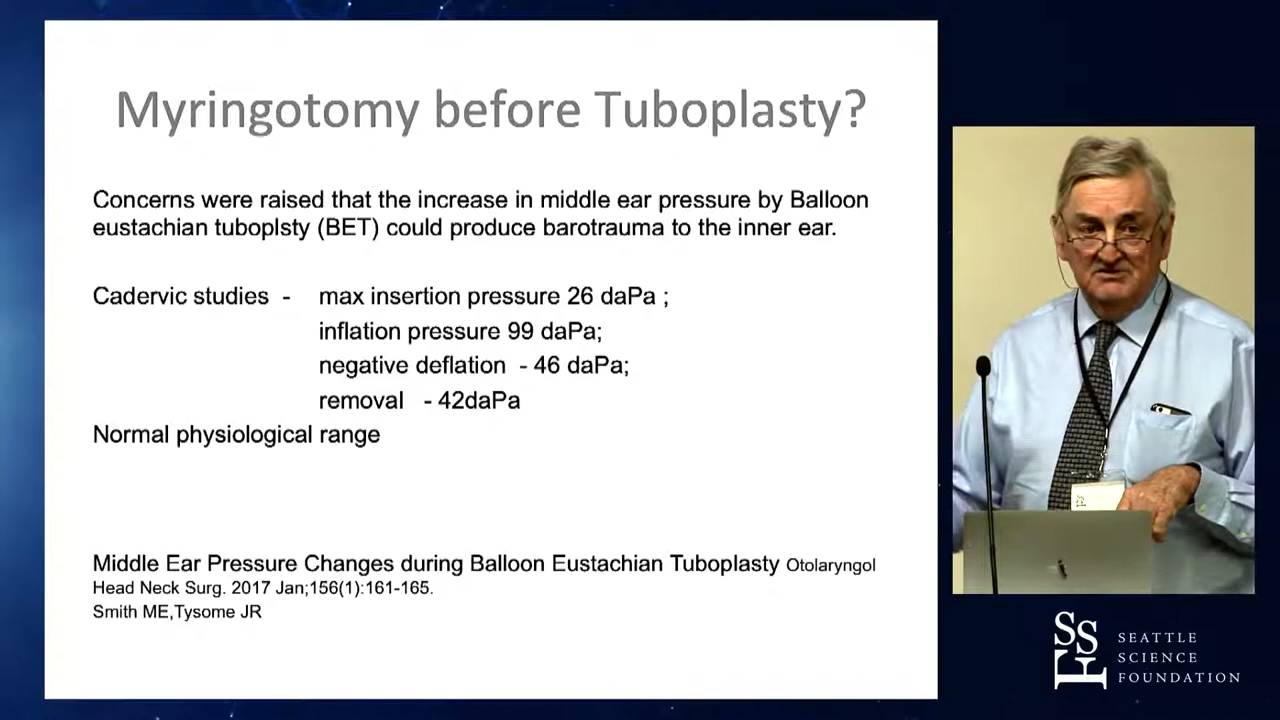 Myringotomy before Tuboplasty?
Concerns were raised that the increase in middle ear pressure by Balloon
eustachian tuboplsty (BET) could produce barotrauma to the inner ear.
Cadervic studies - max insertion pressure 26 daPa ;
inflation pressure 99 daPa;
negative deflation - 46 daPa;
removal - 42daPa
Normal physiological range
Middle Ear Pressure Changes during Balloon Eustachian Tuboplasty Otolaryngol
Head Neck Surg. 2017 Jan;156(1):161-165.
Smith ME,Tysome JR
SSF
SEATTLE
SCIENCE
FOUNDATION